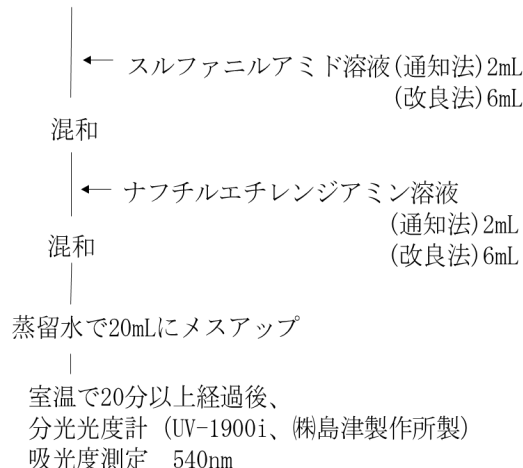 スルファニルアミド溶液(通知法)2mL
(改良法)6mL
混和
ナフチルエチレンジアミン溶液
(通知法)2mL
(改良法)6mL
混和
蒸留水で20mLにメスアップ
室温で20分以上経過後、
分光光度計（UV-1900i、㈱島津製作所製）
吸光度測定　540nm